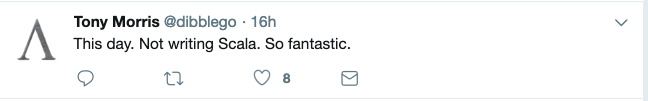 Tony Morris @dibblego · 16h
This day. Not writing Scala. So fantastic.
8